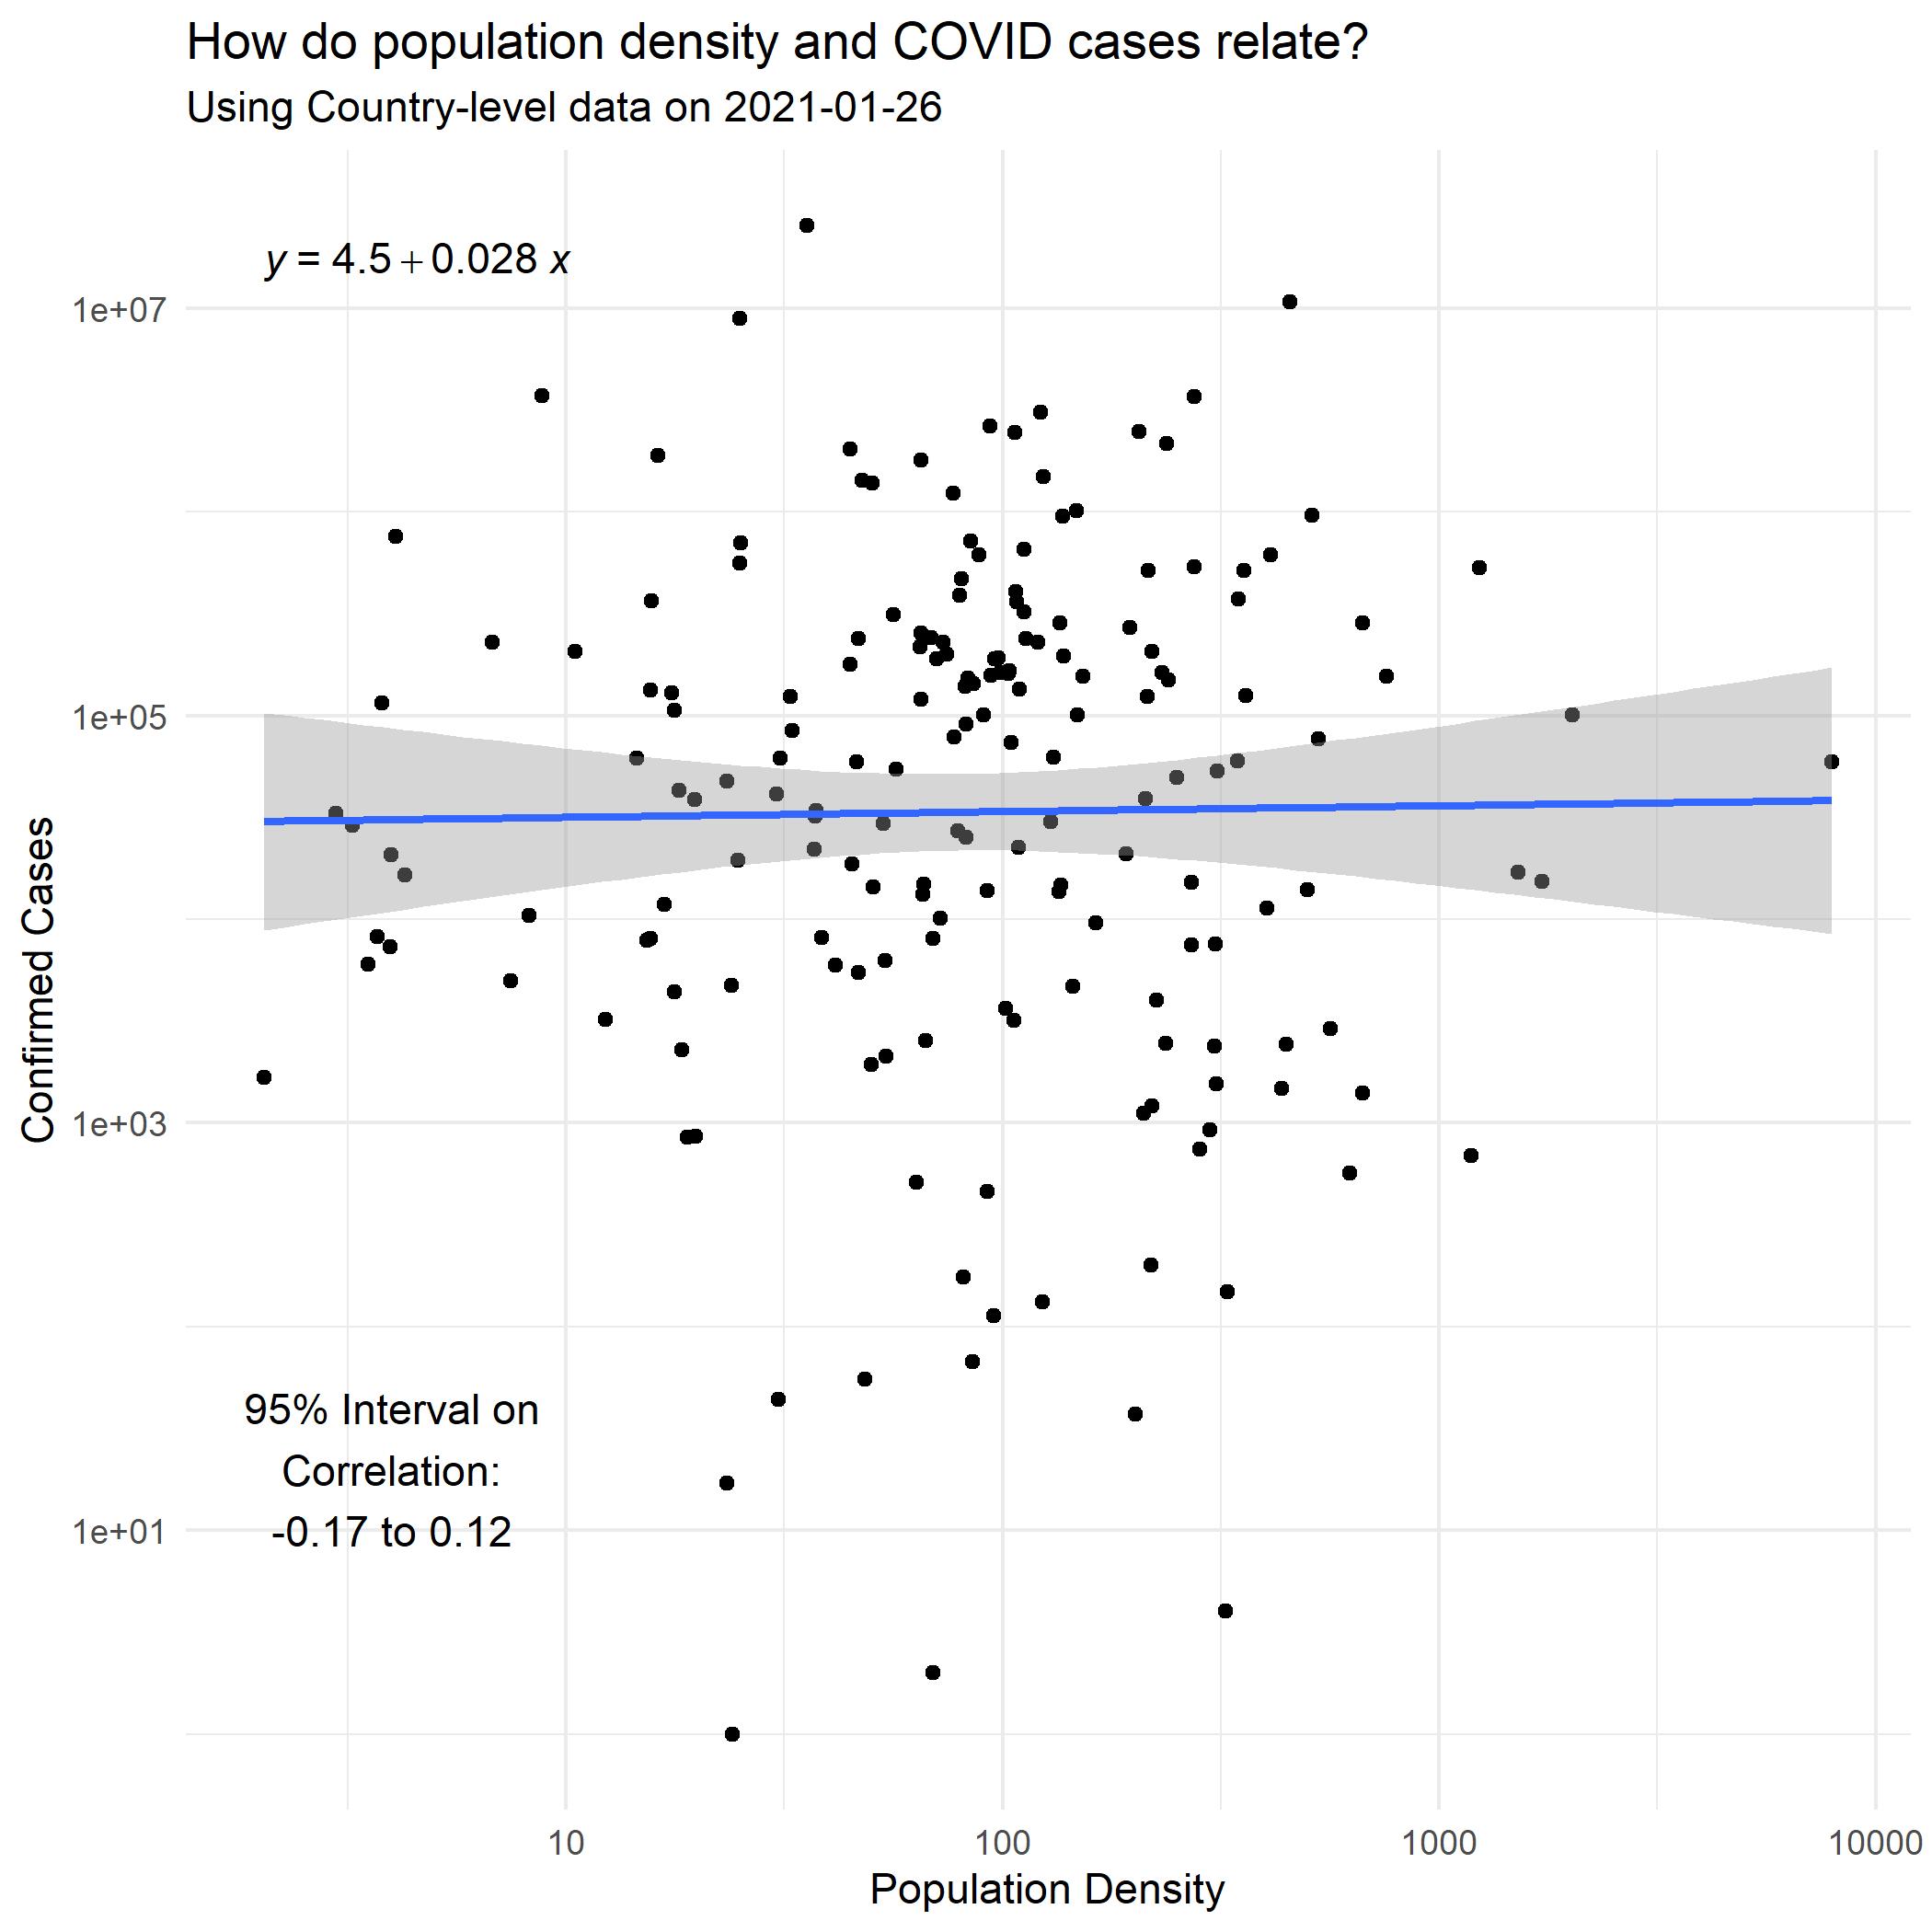 How do population density and COVID cases relate?
Using Country-level data on 2021-01-26
y = 4.5 + 0.028 x
1e+07
1e+05
1e+03
1e+01
Confirmed Cases
95% Interval on
Correlation:
-0.17 to 0.12
10
100
1000
10000
Population Density